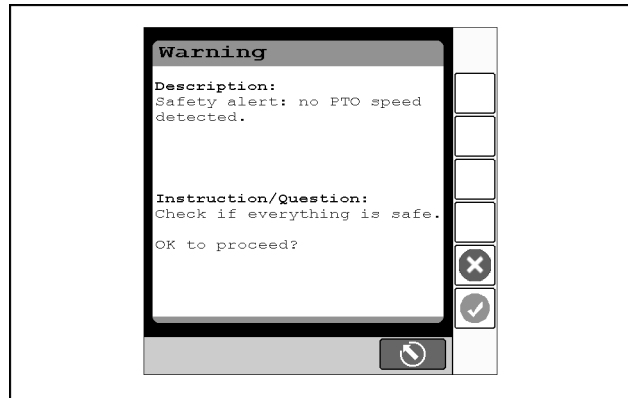 Warning
Description:
Safety alert: no PTO speed
detected.
Instruction/Question:
Check if everything is safe.
OK to proceed?